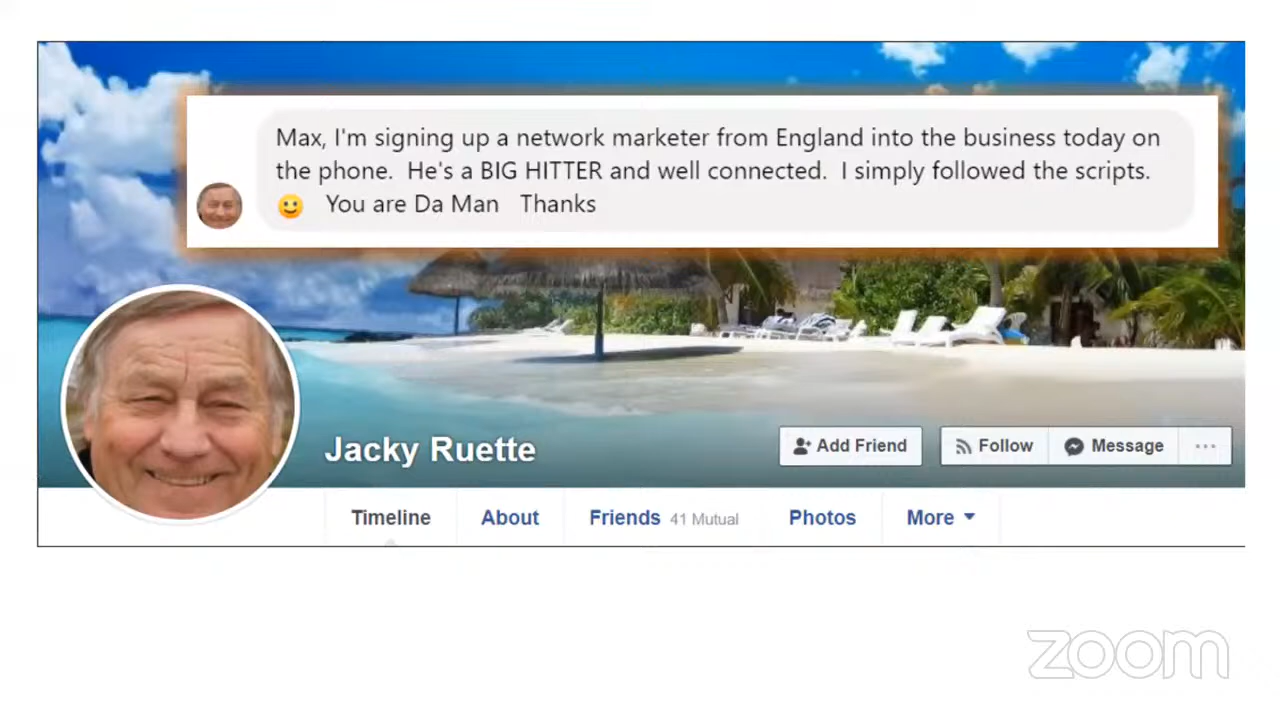 Max, I'm signing up a network marketer from England into the business today on
the phone.  He's a BIG HITTER and well connected.  I simply followed the scripts.
🙂  You are Da Man  Thanks
Jacky Ruette
Add Friend
Follow
Message
...
Timeline
About
Friends 41 Mutual
Photos
More
zoom